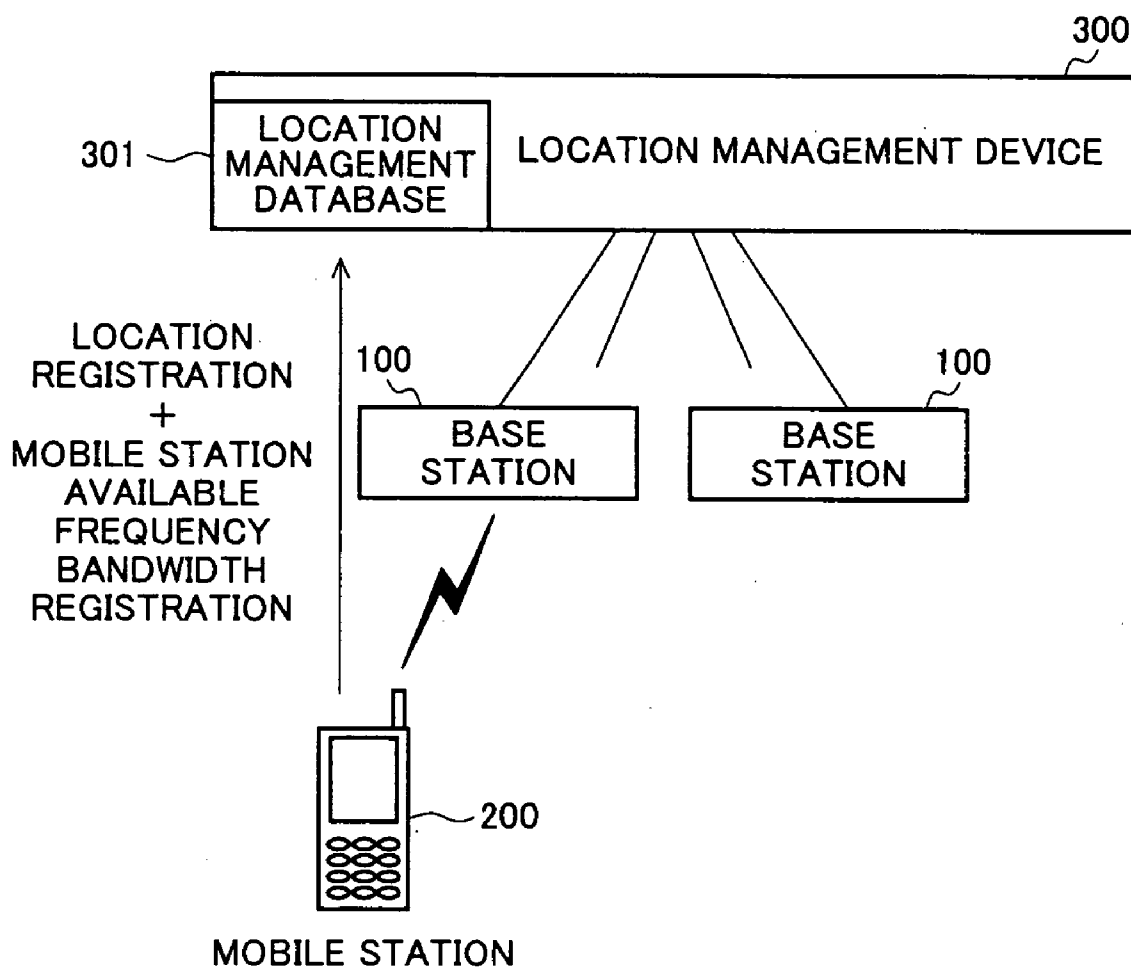 300
301
LOCATION
MANAGEMENT
DATABASE
LOCATION MANAGEMENT DEVICE
LOCATION
REGISTRATION
+
MOBILE STATION
AVAILABLE
FREQUENCY
BANDWIDTH
REGISTRATION
100
BASE
STATION
100
BASE
STATION
200
MOBILE STATION